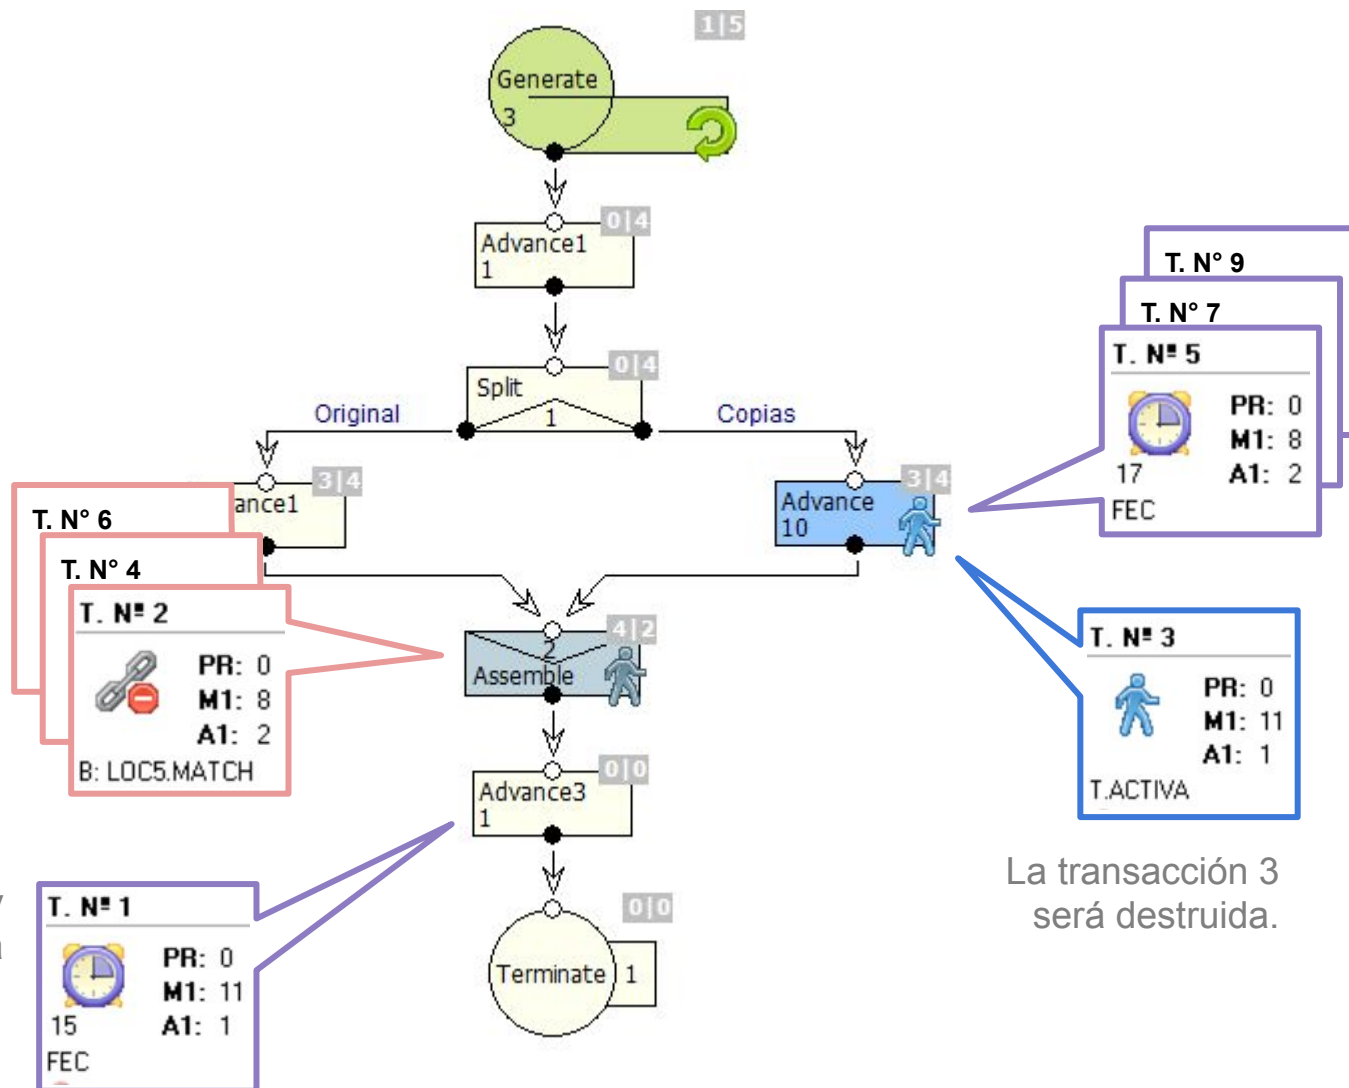 1|5
Generate
3
0|4
Advance1
1
0|4
Split
1
Original
Copias
3|4
ance1
3|4
Advance
10
T. N° 9
T. N° 7
T. Nº 5
PR: 0
M1: 8
17 A1: 2
FEC
T. N° 6
T. N° 4
T. Nº 2
PR: 0
M1: 8
A1: 2
B: LOC5.MATCH
4|2
2
Assemble
T. Nº 3
PR: 0
M1: 11
A1: 1
T.ACTIVA
0|0
Advance3
1
La transacción 3
será destruida.
T. Nº 1
PR: 0
M1: 11
15 A1: 1
FEC
0|0
Terminate 1